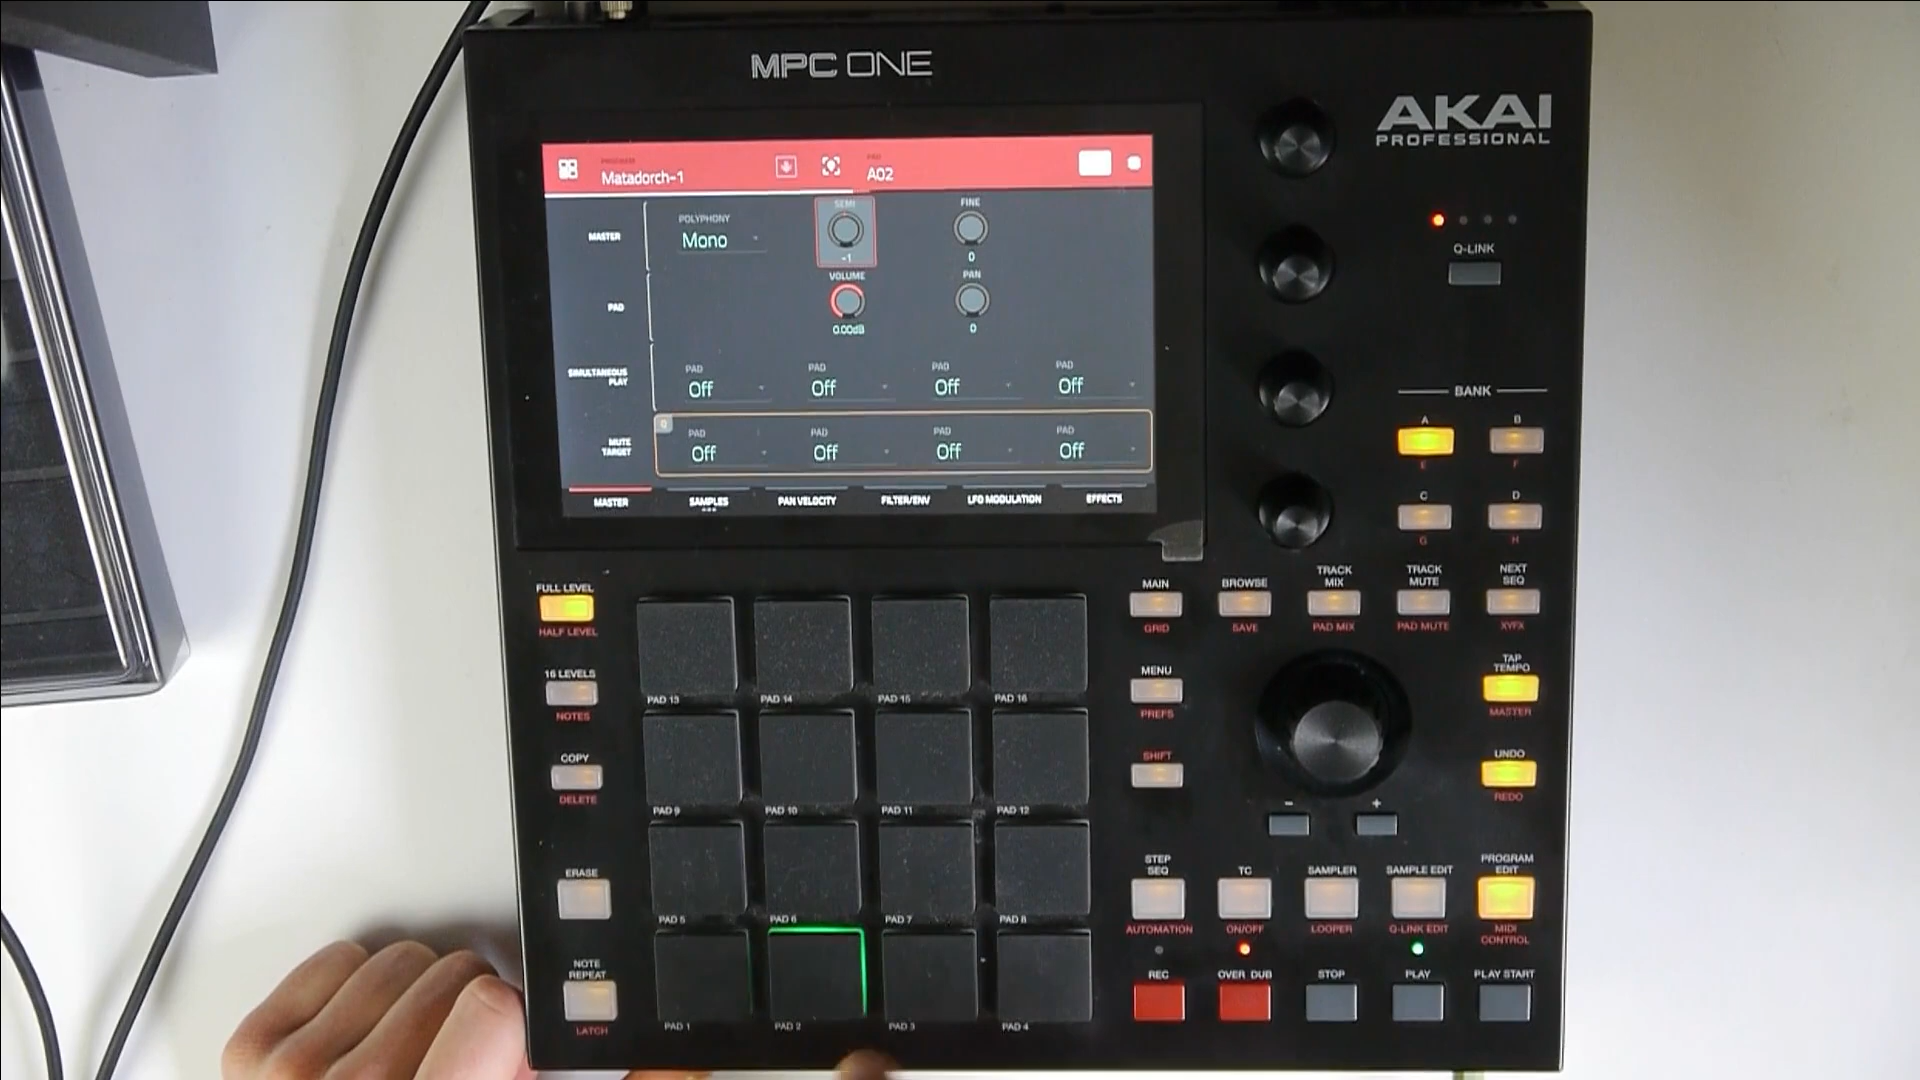 MPC ONE
AKAI
PROFESSIONAL
PROGRAM
Matadorch-1
PAD
A02
MASTER
POLYPHONY
Mono
SEMI
-1
FINE
0
PAD
VOLUME
0.00dB
PAN
0
SIMULTANEOUS
PLAY
PAD PAD PAD PAD
Off Off Off Off
Q
MUTE
TARGET
PAD PAD PAD PAD
Off Off Off Off
MASTER SAMPLES PAN VELOCITY FILTER/ENV LFO MODULATION EFFECTS
Q-LINK
BANK
A B
E F
C D
G H
FULL LEVEL
HALF LEVEL
16 LEVELS
NOTES
COPY
DELETE
ERASE
NOTE
REPEAT
LATCH
PAD 13 PAD 14 PAD 15 PAD 16
PAD 9 PAD 10 PAD 11 PAD 12
PAD 5 PAD 6 PAD 7 PAD 8
PAD 1 PAD 2 PAD 3 PAD 4
MAIN
GRID
BROWSE
SAVE
TRACK
MIX
PAD MIX
TRACK
MUTE
PAD MUTE
NEXT
SEQ
XYFX
MENU
PREFS
SHIFT
TAP
TEMPO
MASTER
UNDO
REDO
- +
STEP
SEQ
AUTOMATION
TC
ON/OFF
SAMPLER
LOOPER
SAMPLE EDIT
Q-LINK EDIT
PROGRAM
EDIT
MIDI
CONTROL
REC OVER DUB STOP PLAY PLAY START